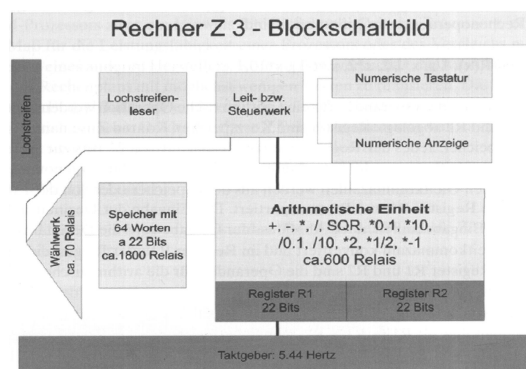 Rechner Z 3 - Blockschaltbild
Lochstreifen
Lochstreifen-
leser
Leit- bzw.
Steuerwerk
Numerische Tastatur
Numerische Anzeige
Wählwerk
ca. 70 Relais
Speicher mit
64 Worten
a 22 Bits
ca.1800 Relais
Arithmetische Einheit
+, -, *, /, SQR, *0.1, *10,
/0.1, /10, *2, *1/2, *-1
ca.600 Relais
Register R1
22 Bits
Register R2
22 Bits
Taktgeber: 5.44 Hertz